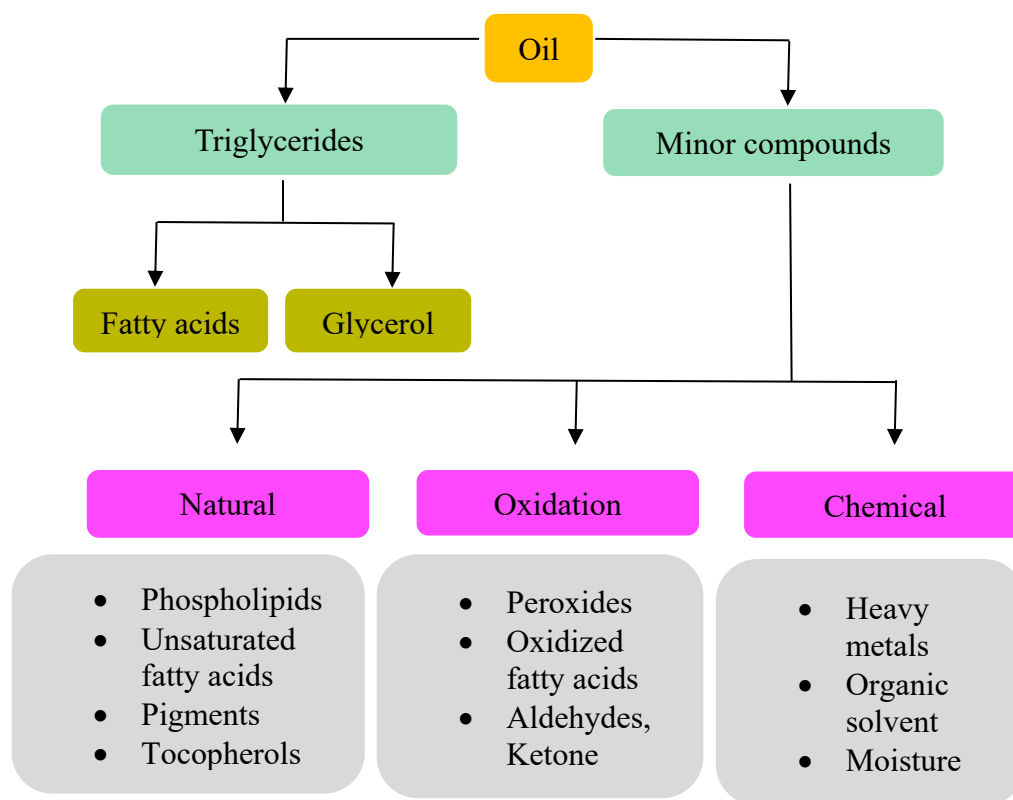 Oil
Triglycerides
Minor compounds
Fatty acids
Glycerol
Natural
Oxidation
Chemical
• Phospholipids
• Unsaturated
fatty acids
• Pigments
• Tocopherols
• Peroxides
• Oxidized
fatty acids
• Aldehydes,
Ketone
• Heavy
metals
• Organic
solvent
• Moisture